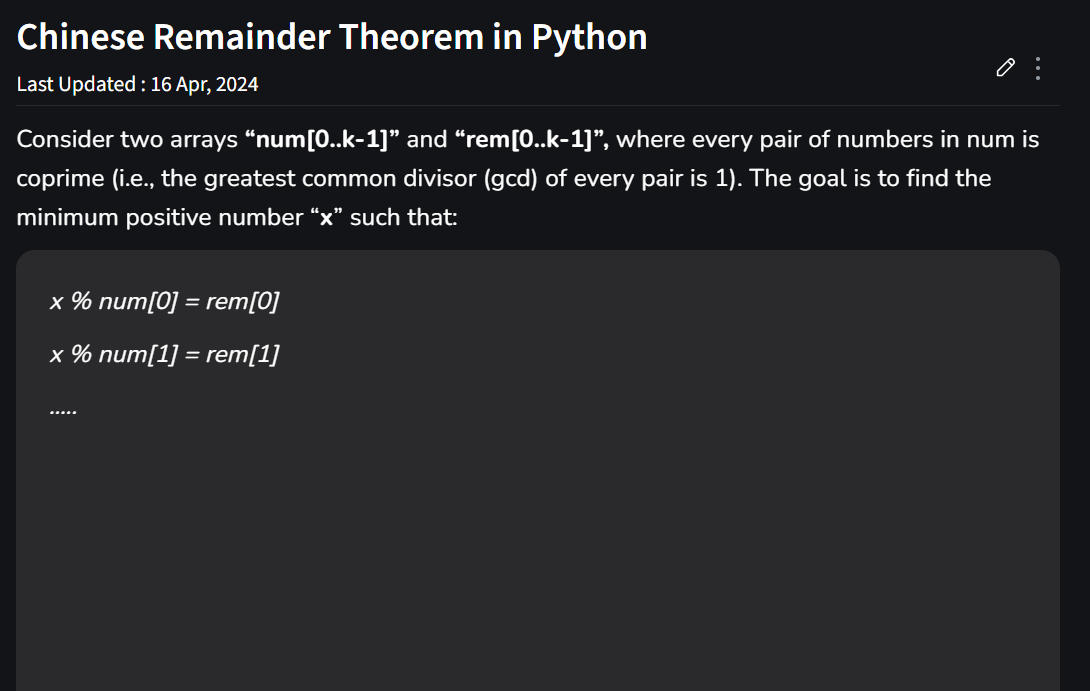 Chinese Remainder Theorem in Python
Last Updated : 16 Apr, 2024
Consider two arrays “num[0..k-1]” and “rem[0..k-1]”, where every pair of numbers in num is
coprime (i.e., the greatest common divisor (gcd) of every pair is 1). The goal is to find the
minimum positive number “x” such that:
x % num[0] = rem[0]
x % num[1] = rem[1]
.....